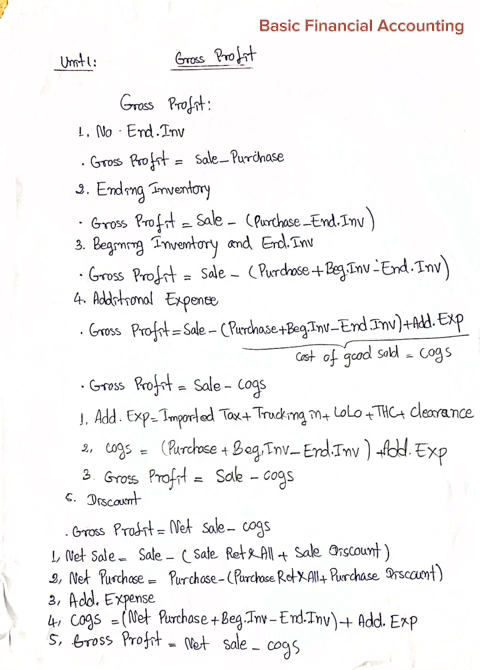 Basic Financial Accounting
Unit1: Gross Profit
Gross Profit:
1, No End.Inv
. Gross Profit = Sale - Purchase
2. Ending Inventory
. Gross Profit = Sale - (Purchase - End.Inv)
3. Begining Inventory and End.Inv
. Gross Profit = Sale - (Purchase + Beg.Inv - End.Inv)
4. Additional Expense
. Gross Profit = Sale - (Purchase + Beg.Inv - End.Inv) + Add.Exp
Cost of good sold = Cogs
. Gross Profit = Sale - Cogs
1, Add.Exp = Imported Tax + Trucking in + LoLo + THC + Clearance
2, Cogs = (Purchase + Beg.Inv - End.Inv) + Add.Exp
3. Gross Profit = Sale - Cogs
5. Discount
. Gross Profit = Net Sale - Cogs
1, Net Sale = Sale - (Sale Ret & All + Sale Discount)
2, Net Purchase = Purchase - (Purchase Ret & All + Purchase Discount)
3, Add. Expense
4, Cogs = (Net Purchase + Beg.Inv - End.Inv) + Add.Exp
5, Gross Profit = Net Sale - Cogs